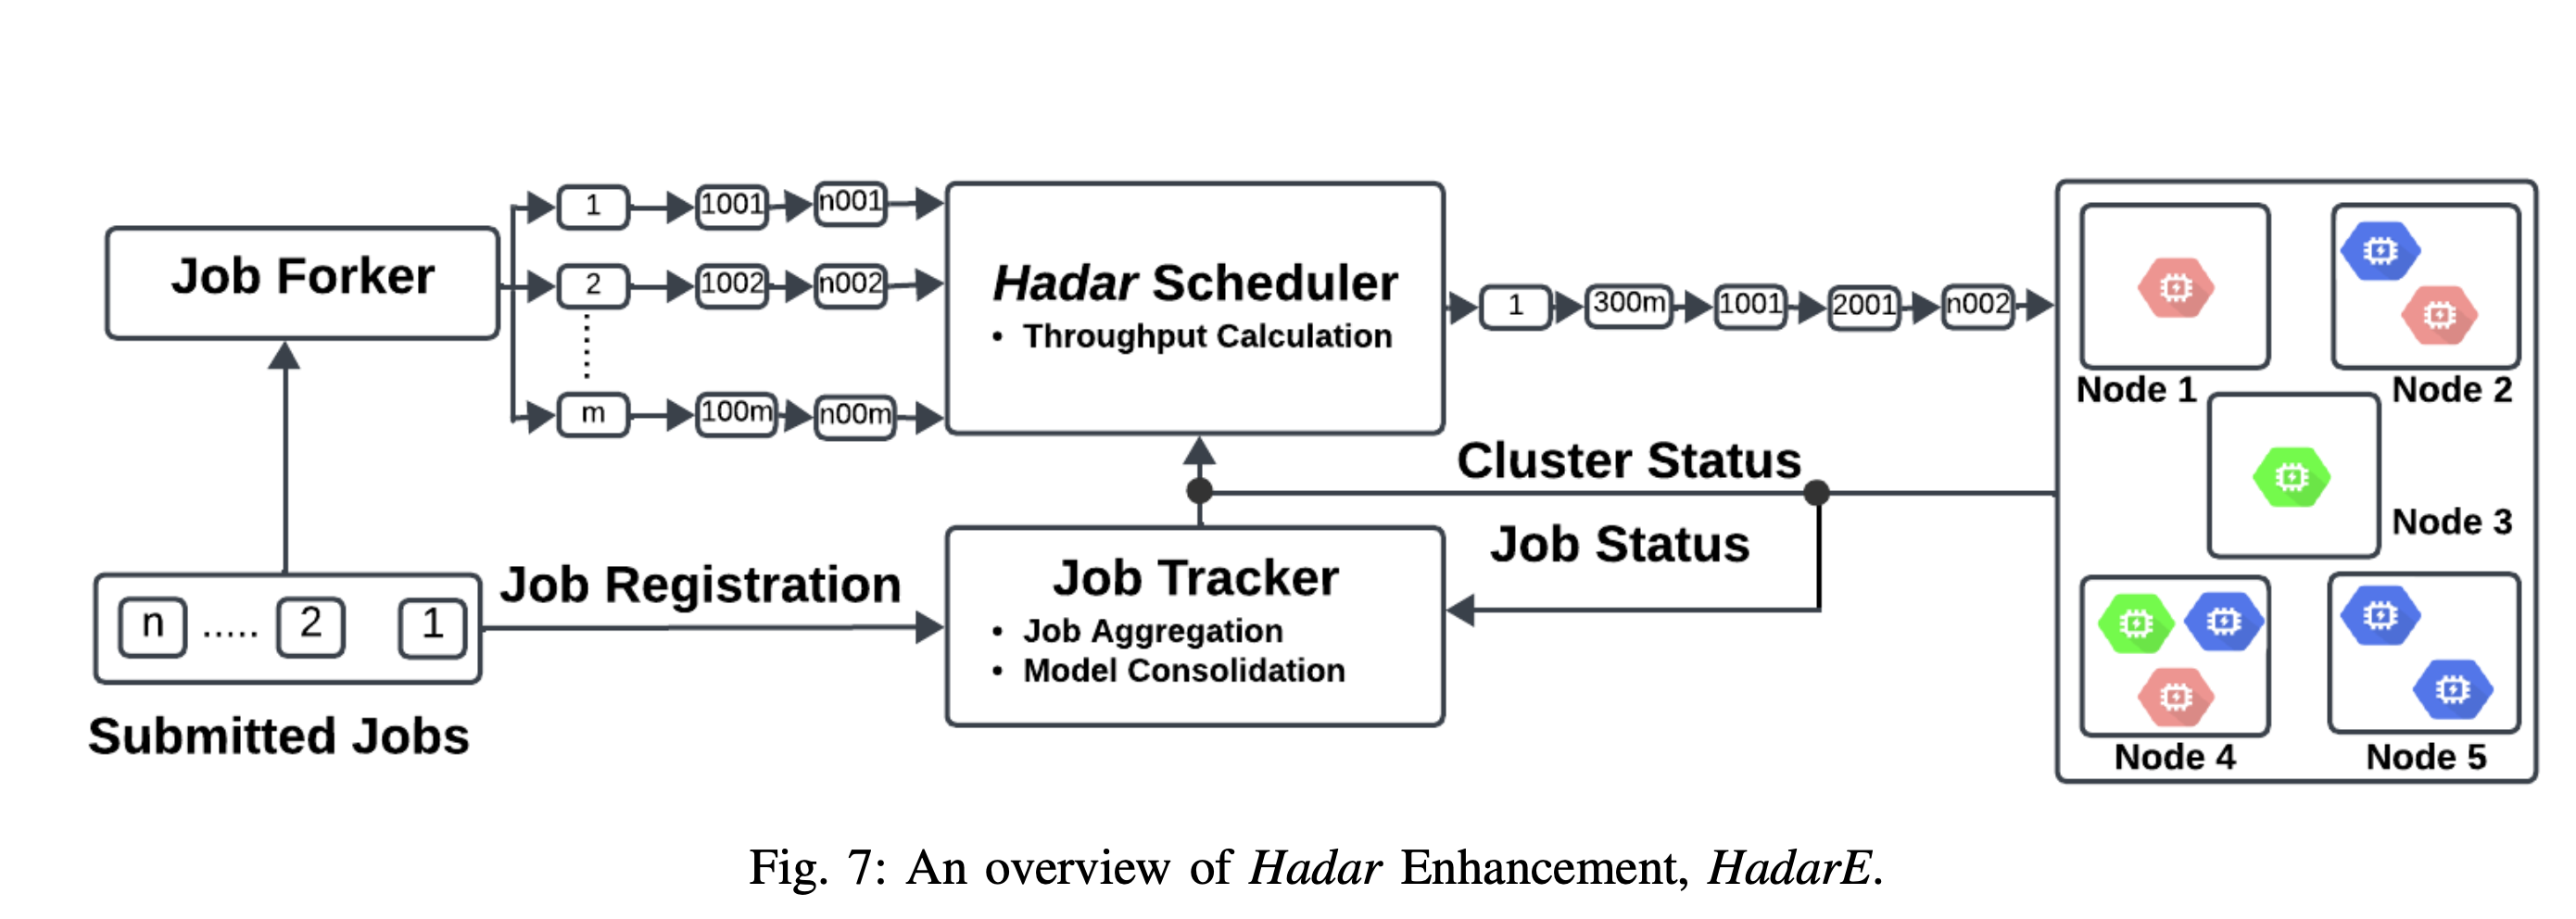 Job Forker
1 1001 n001
2 1002 n002
m 100m n00m
Hadar Scheduler
• Throughput Calculation
1 300m 1001 2001 n002
Node 1
Node 2
Node 3
Node 4
Node 5
Cluster Status
Job Status
Job Registration
Job Tracker
• Job Aggregation
• Model Consolidation
n ..... 2 1
Submitted Jobs
Fig. 7: An overview of Hadar Enhancement, HadarE.